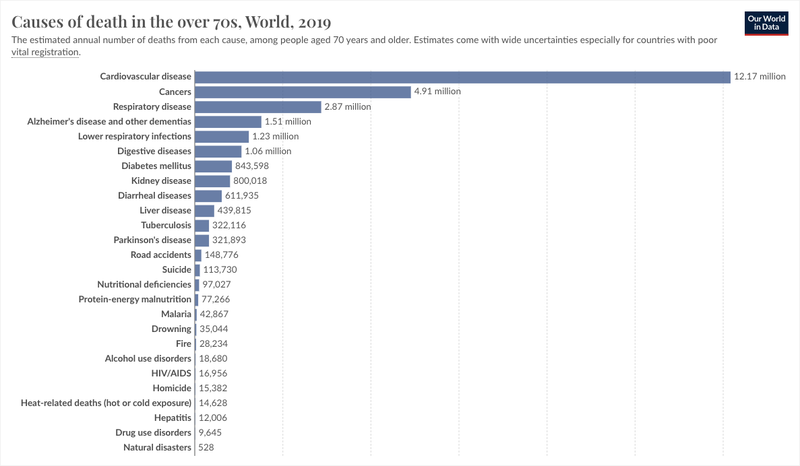 Causes of death in the over 70s, World, 2019
Our World
in Data
The estimated annual number of deaths from each cause, among people aged 70 years and older. Estimates come with wide uncertainties especially for countries with poor
vital registration.
Cardiovascular disease 12.17 million
Cancers 4.91 million
Respiratory disease 2.87 million
Alzheimer's disease and other dementias 1.51 million
Lower respiratory infections 1.23 million
Digestive diseases 1.06 million
Diabetes mellitus 843,598
Kidney disease 800,018
Diarrheal diseases 611,935
Liver disease 439,815
Tuberculosis 322,116
Parkinson's disease 321,893
Road accidents 148,776
Suicide 113,730
Nutritional deficiencies 97,027
Protein-energy malnutrition 77,266
Malaria 42,867
Drowning 35,044
Fire 28,234
Alcohol use disorders 18,680
HIV/AIDS 16,956
Homicide 15,382
Heat-related deaths (hot or cold exposure) 14,628
Hepatitis 12,006
Drug use disorders 9,645
Natural disasters 528